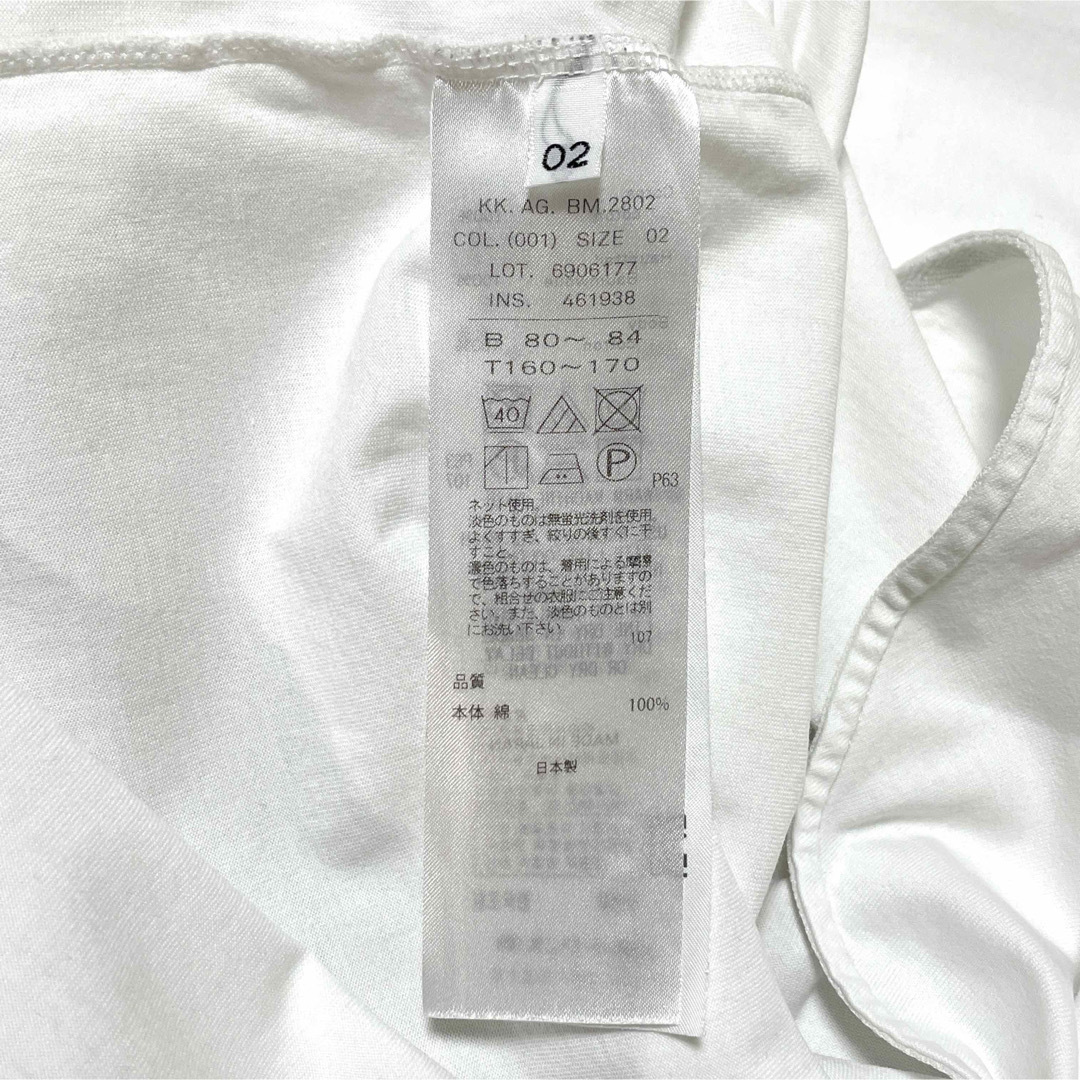 02
KK. AG. BM.2802
COL. (001) SIZE 02
LOT. 6906177
INS. 461938
B 80～ 84
T160～170
40
P
P63
ネット使用。
淡色のものは無蛍光洗剤を使用。
よくすすぎ、絞りの後すぐに干
すこと。
濃色のものは、着用による摩擦
で色落ちすることがありますの
で、組合せの衣服にご注意くだ
さい。また、淡色のものとは別
にお洗い下さい。
107
品質
本体 綿 100%
日本製